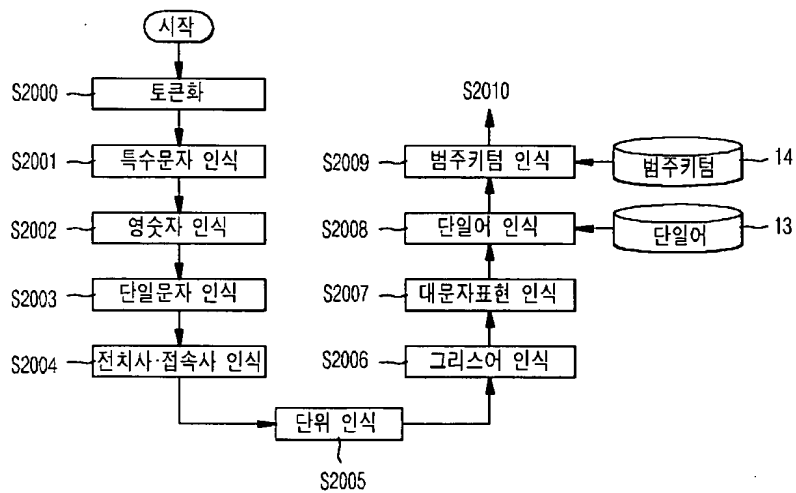 시작
S2000 토큰화
S2001 특수문자 인식
S2002 영숫자 인식
S2003 단일문자 인식
S2004 전치사·접속사 인식
단위 인식
S2005
S2006 그리스어 인식
S2007 대문자표현 인식
S2008 단일어 인식
단일어 13
S2009 범주키텀 인식
범주키텀 14
S2010